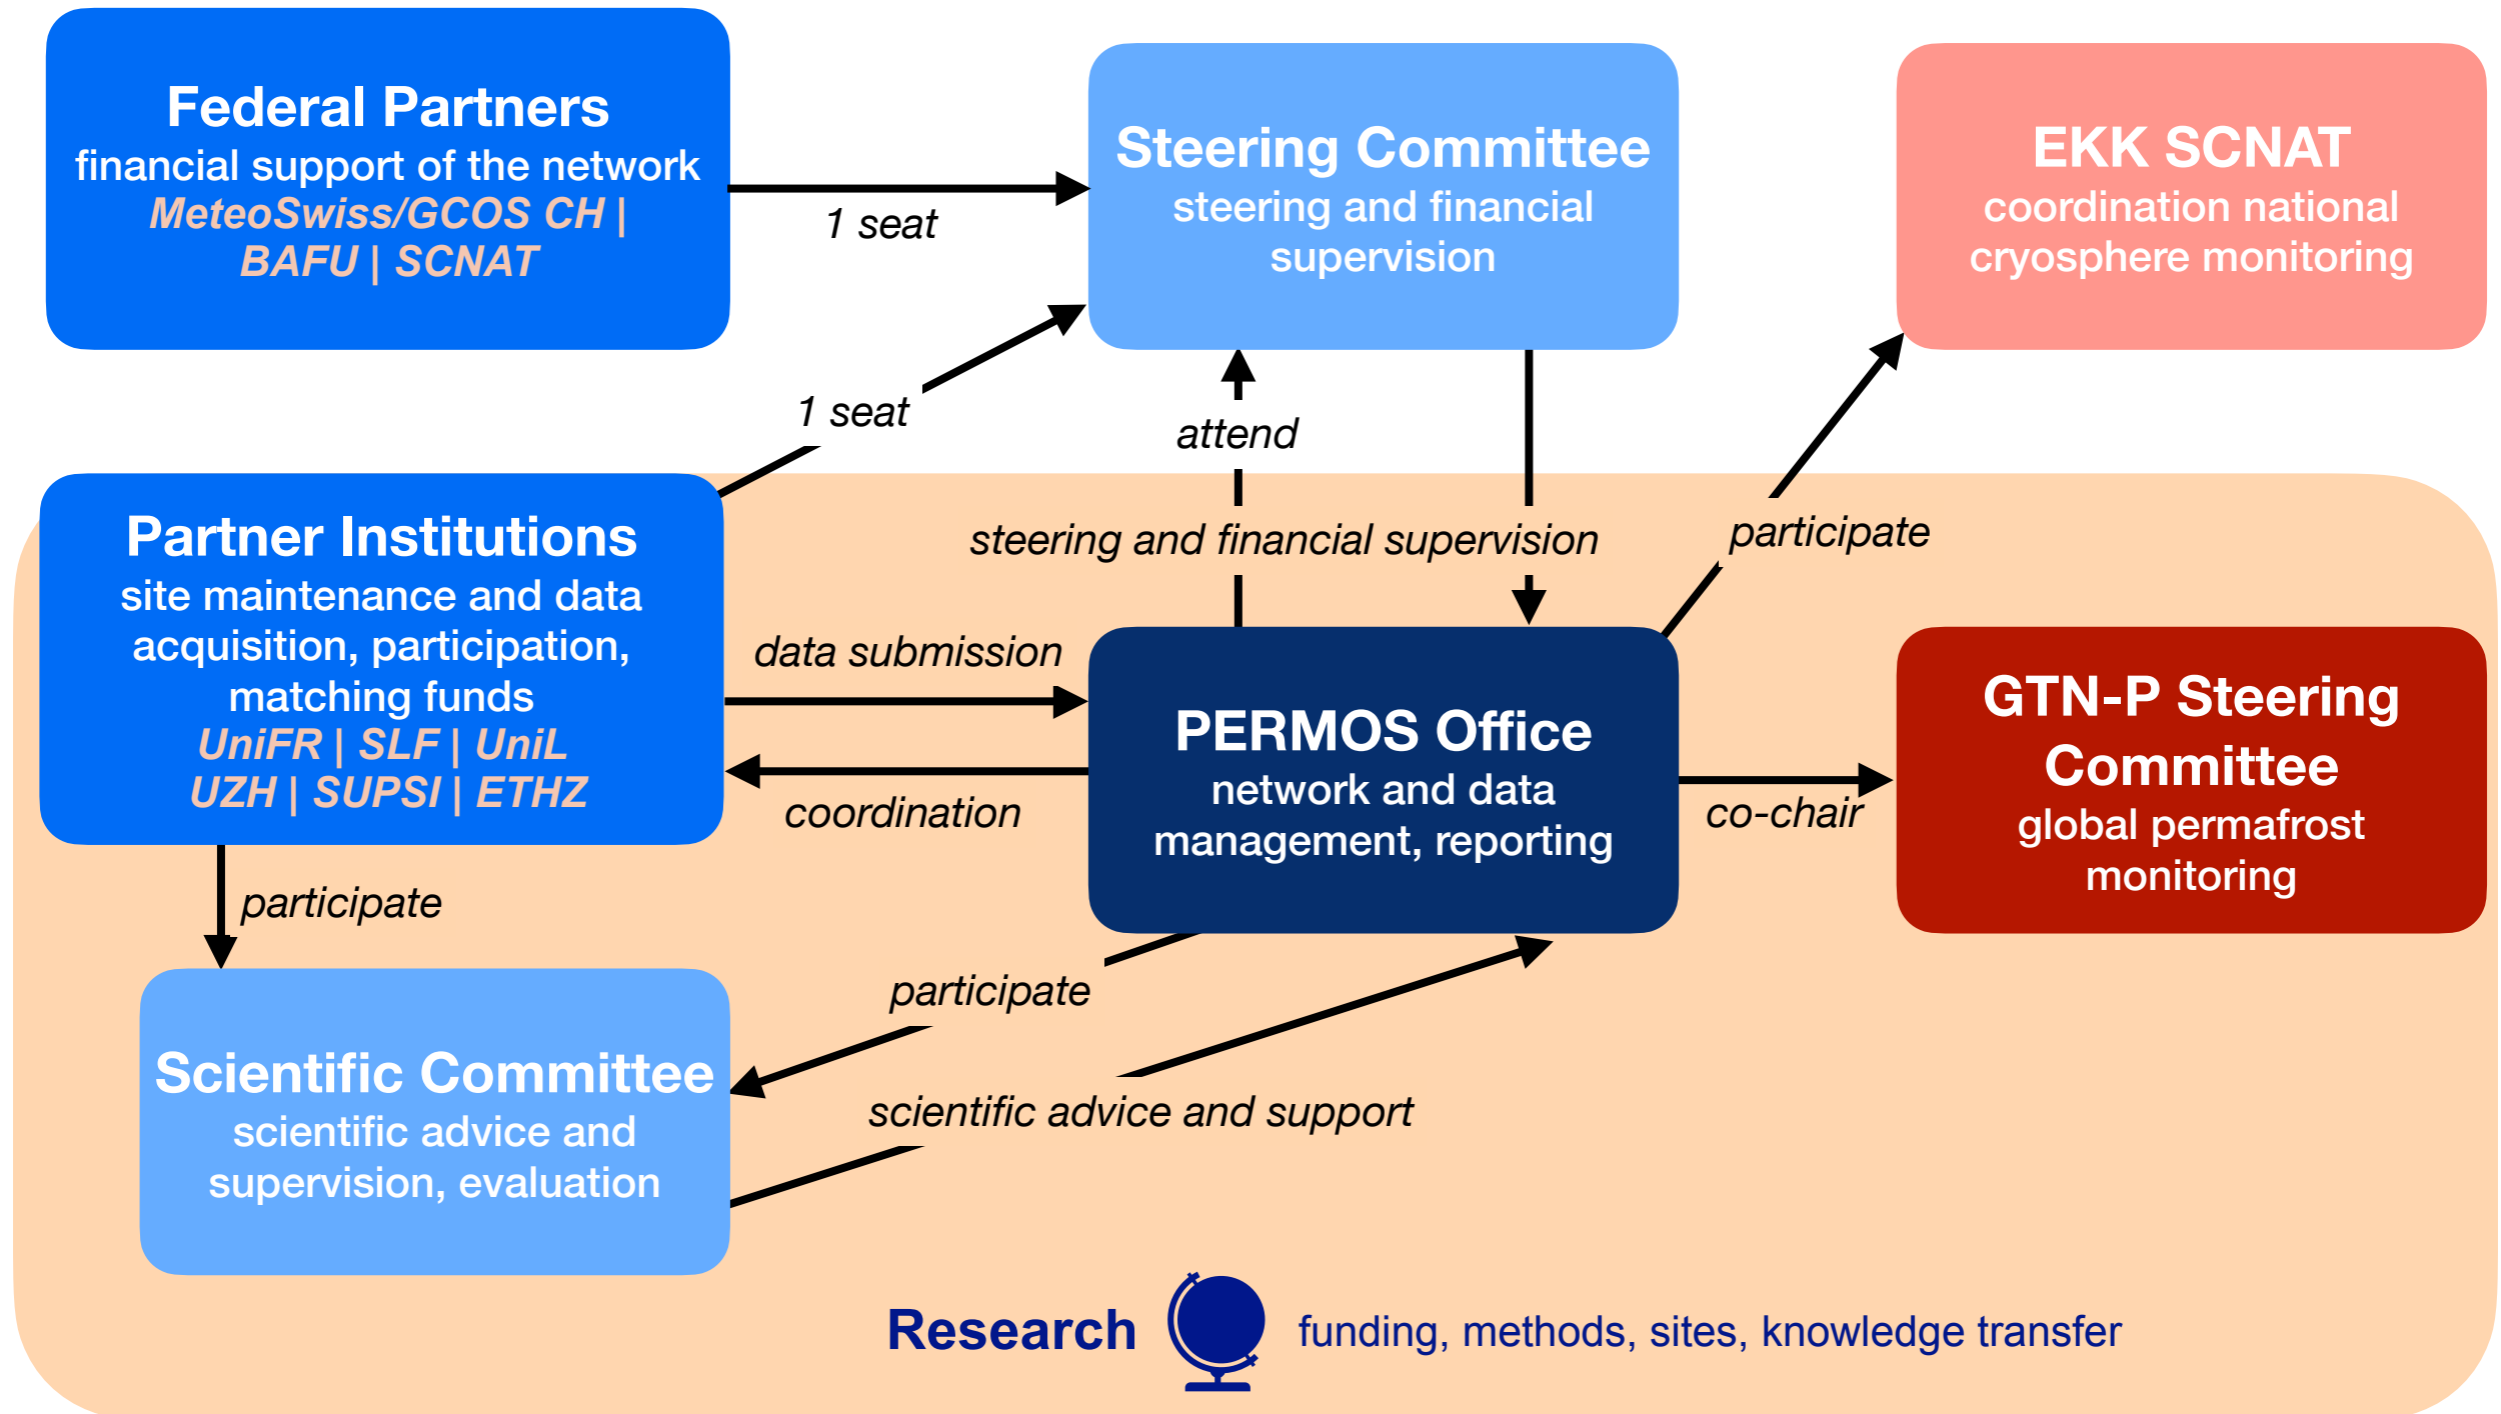 Federal Partners
financial support of the network
MeteoSwiss/GCOS CH |
BAFU | SCNAT
1 seat
Steering Committee
steering and financial
supervision
EKK SCNAT
coordination national
cryosphere monitoring
1 seat
attend
steering and financial supervision
participate
Partner Institutions
site maintenance and data
acquisition, participation,
matching funds
UniFR | SLF | UniL
UZH | SUPSI | ETHZ
data submission
coordination
PERMOS Office
network and data
management, reporting
co-chair
GTN-P Steering
Committee
global permafrost
monitoring
participate
participate
scientific advice and support
Scientific Committee
scientific advice and
supervision, evaluation
Research
funding, methods, sites, knowledge transfer